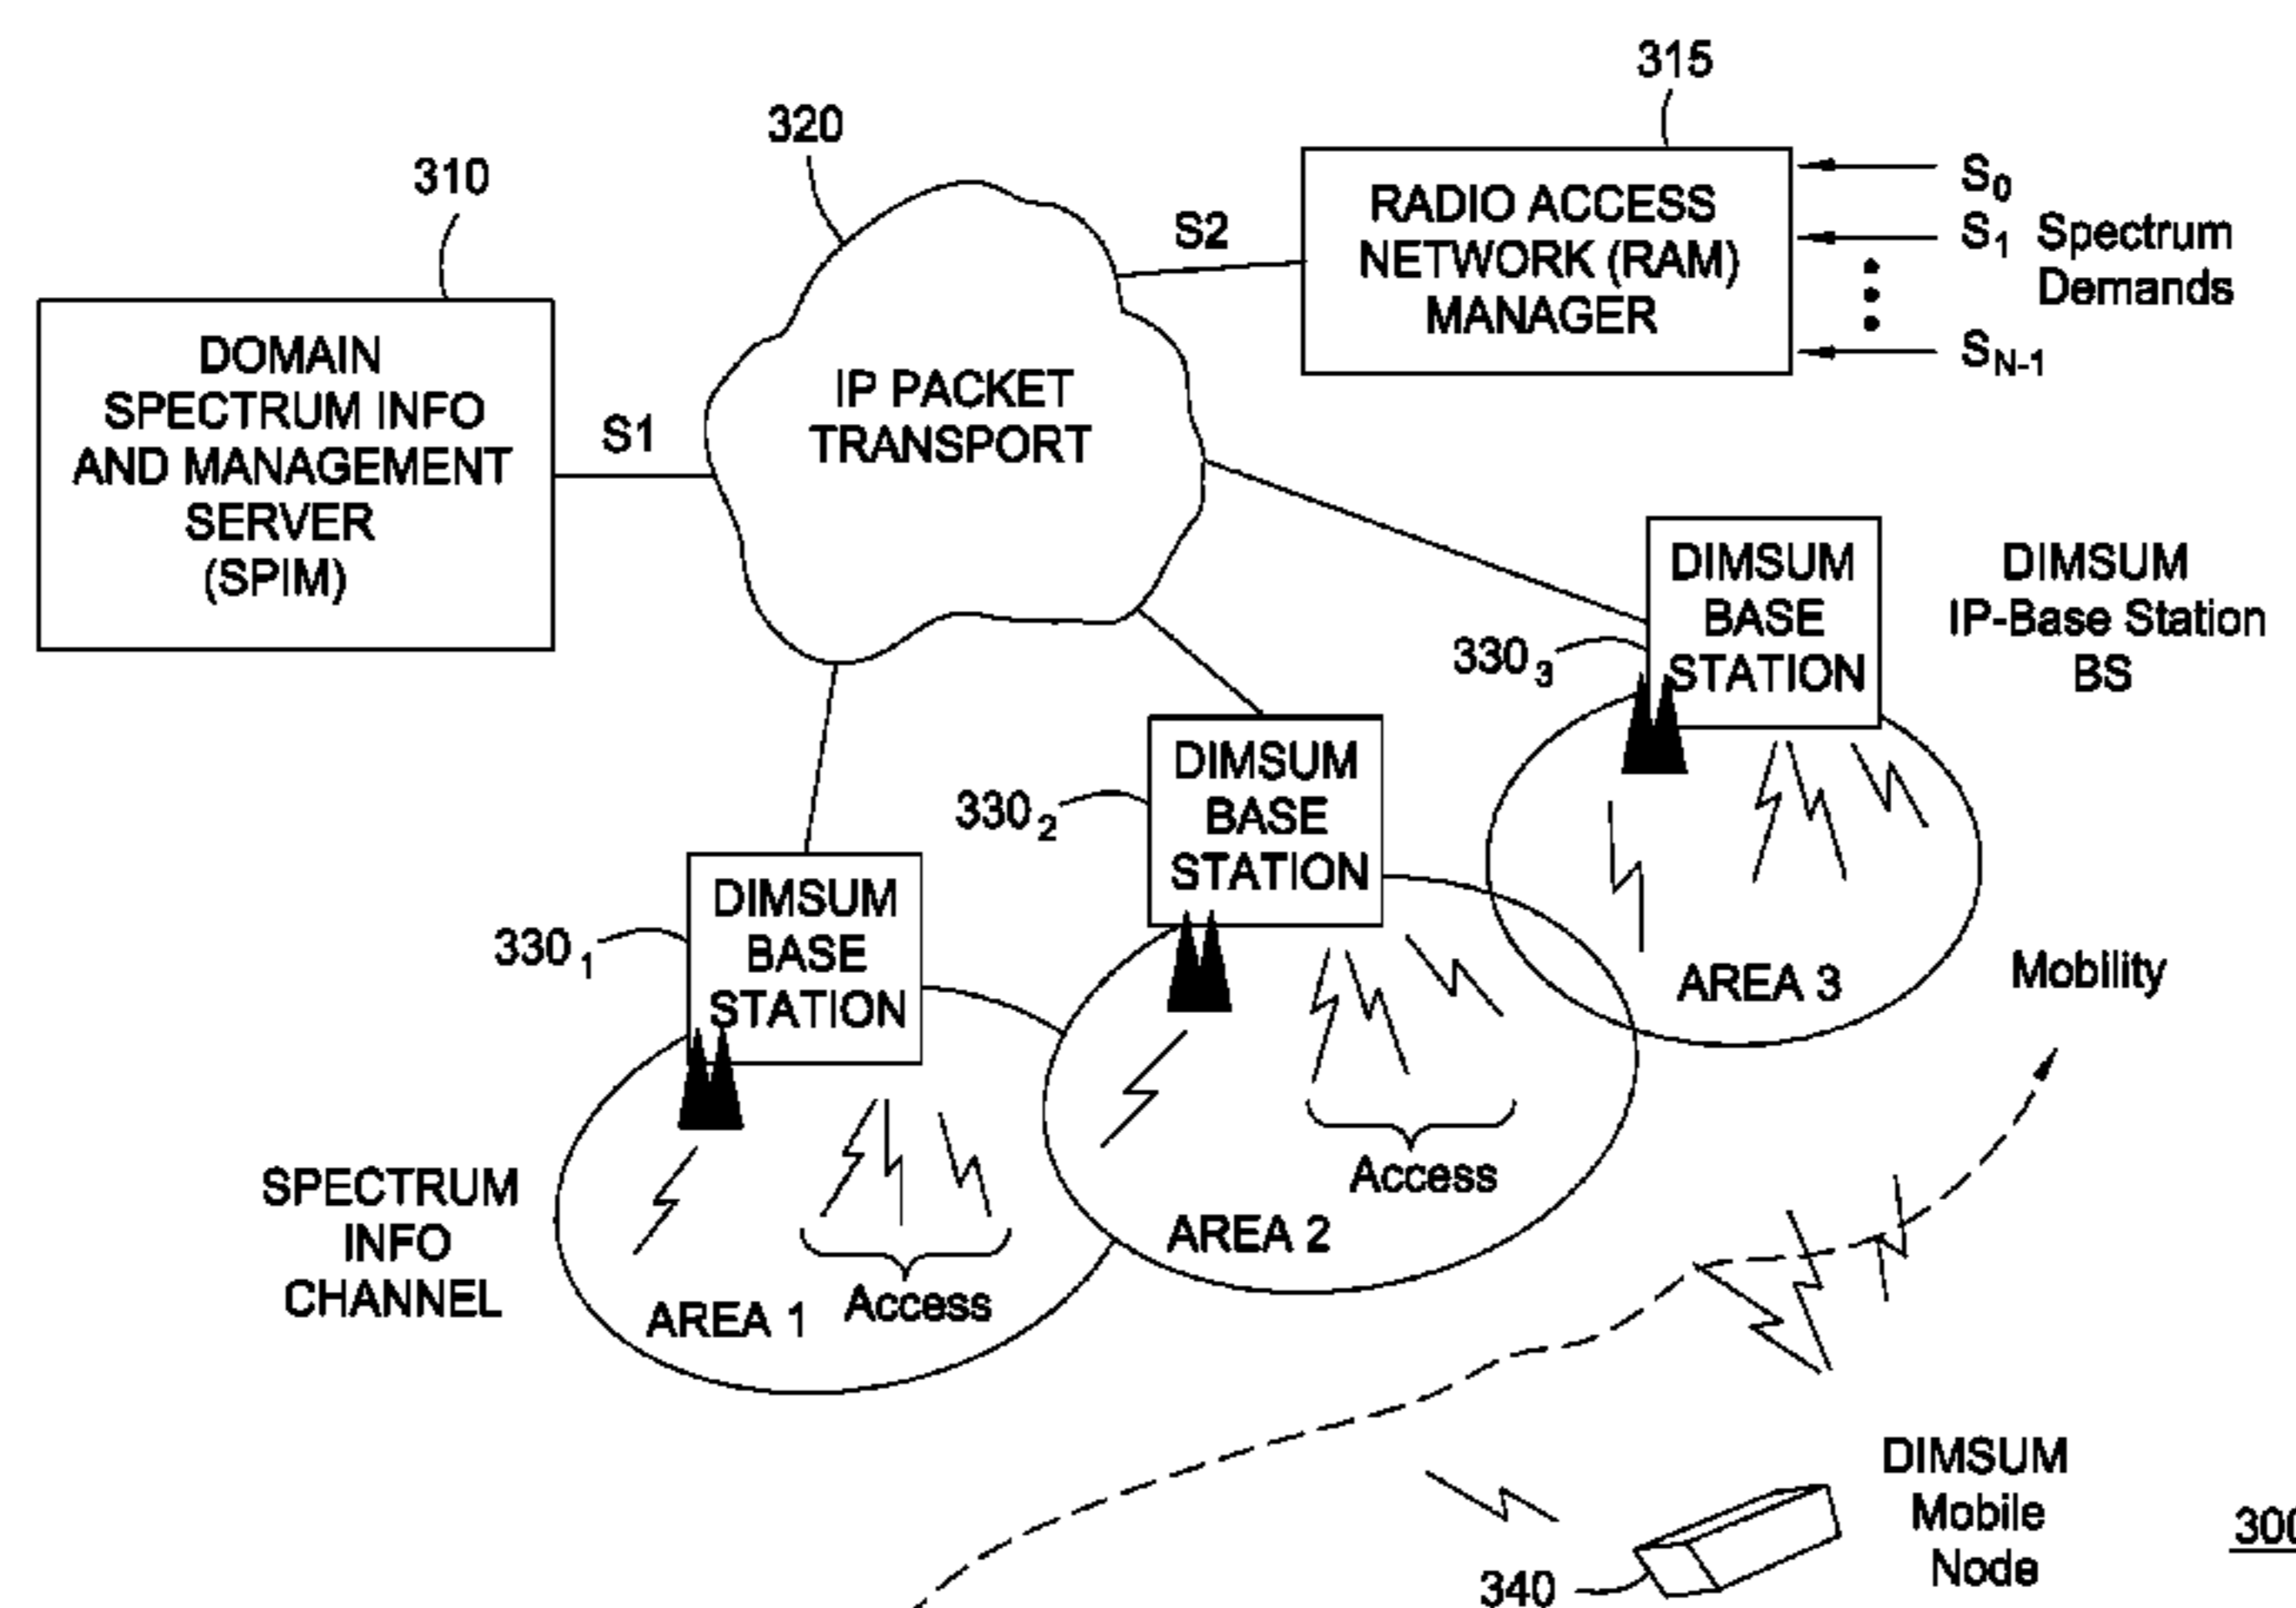 315
320
310
RADIO ACCESS
NETWORK (RAM)
MANAGER
S0
S1 Spectrum
Demands
SN-1
S2
DOMAIN
SPECTRUM INFO
AND MANAGEMENT
SERVER
(SPIM)
S1
IP PACKET
TRANSPORT
DIMSUM
BASE
STATION
3303
DIMSUM
IP-Base Station
BS
DIMSUM
BASE
STATION
3302
DIMSUM
BASE
STATION
3301
AREA 3
Mobility
Access
AREA 2
SPECTRUM
INFO
CHANNEL
Access
AREA 1
DIMSUM
Mobile
Node
340
300